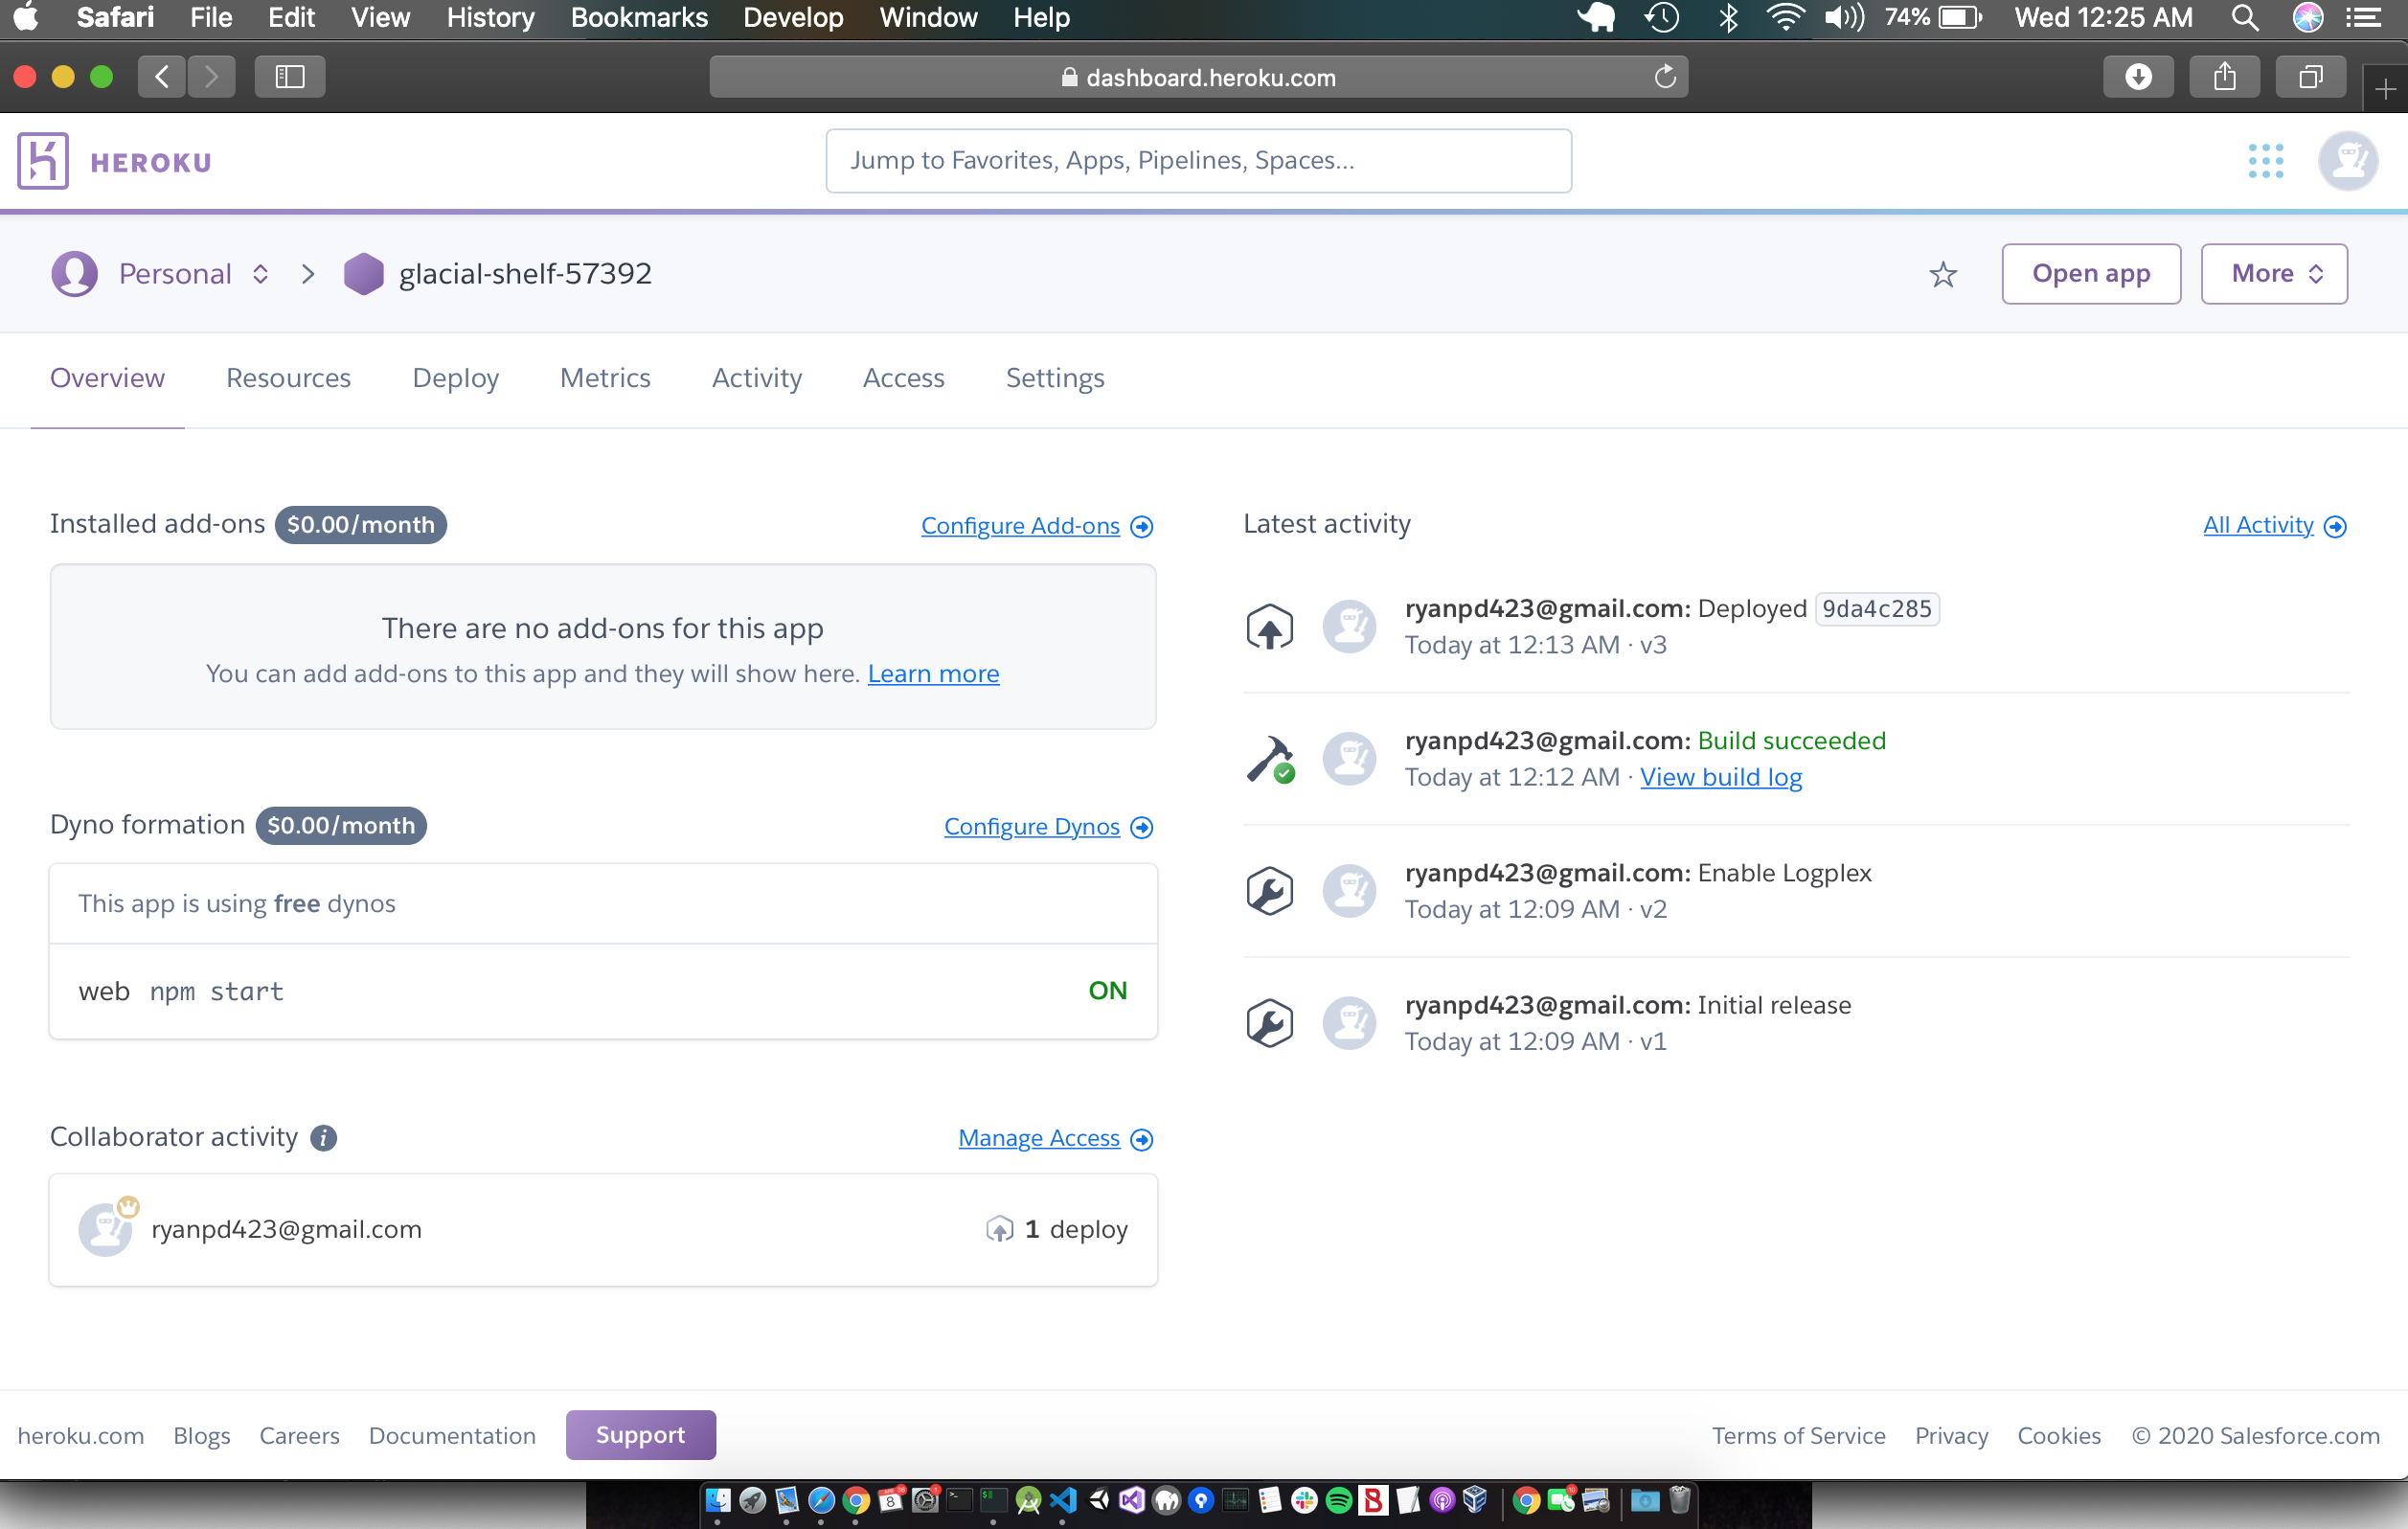 Safari File Edit View History Bookmarks Develop Window Help 74% Wed 12:25 AM
dashboard.heroku.com
HEROKU
Jump to Favorites, Apps, Pipelines, Spaces...
Personal glacial-shelf-57392
Open app
More
Overview Resources Deploy Metrics Activity Access Settings
Installed add-ons $0.00/month Configure Add-ons
There are no add-ons for this app
You can add add-ons to this app and they will show here. Learn more
Dyno formation $0.00/month Configure Dynos
This app is using free dynos
web npm start ON
Collaborator activity Manage Access
ryanpd423@gmail.com 1 deploy
Latest activity All Activity
ryanpd423@gmail.com: Deployed 9da4c285
Today at 12:13 AM · v3
ryanpd423@gmail.com: Build succeeded
Today at 12:12 AM · View build log
ryanpd423@gmail.com: Enable Logplex
Today at 12:09 AM · v2
ryanpd423@gmail.com: Initial release
Today at 12:09 AM · v1
heroku.com Blogs Careers Documentation Support Terms of Service Privacy Cookies © 2020 Salesforce.com